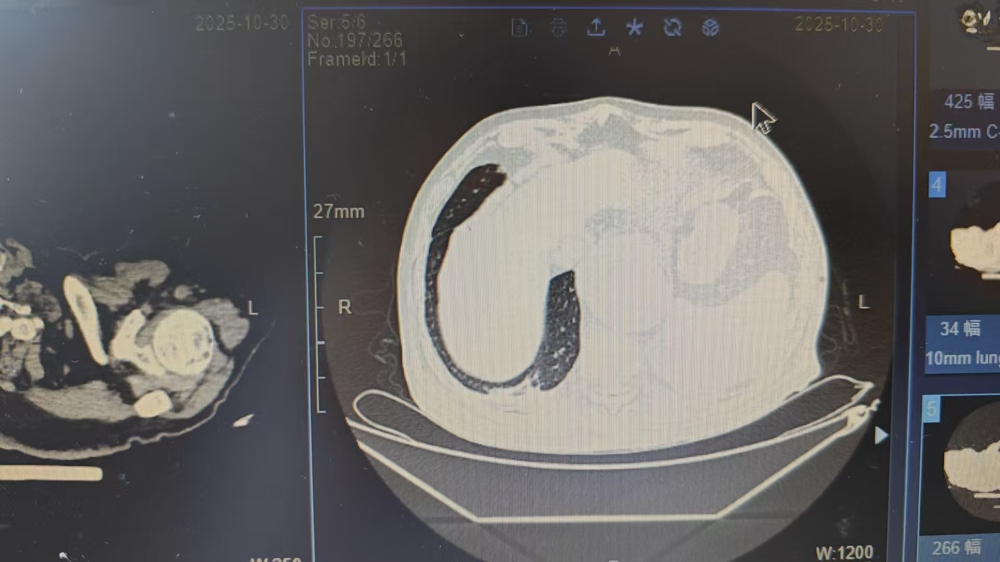 2025-10-30
Ser:5/6
No:197/266
FrameId: 1/1
2025-10-30
A
27mm
R
L
L
W:1200
425 幅
2.5mm C-
4
34 幅
10mm lung
5
266 幅